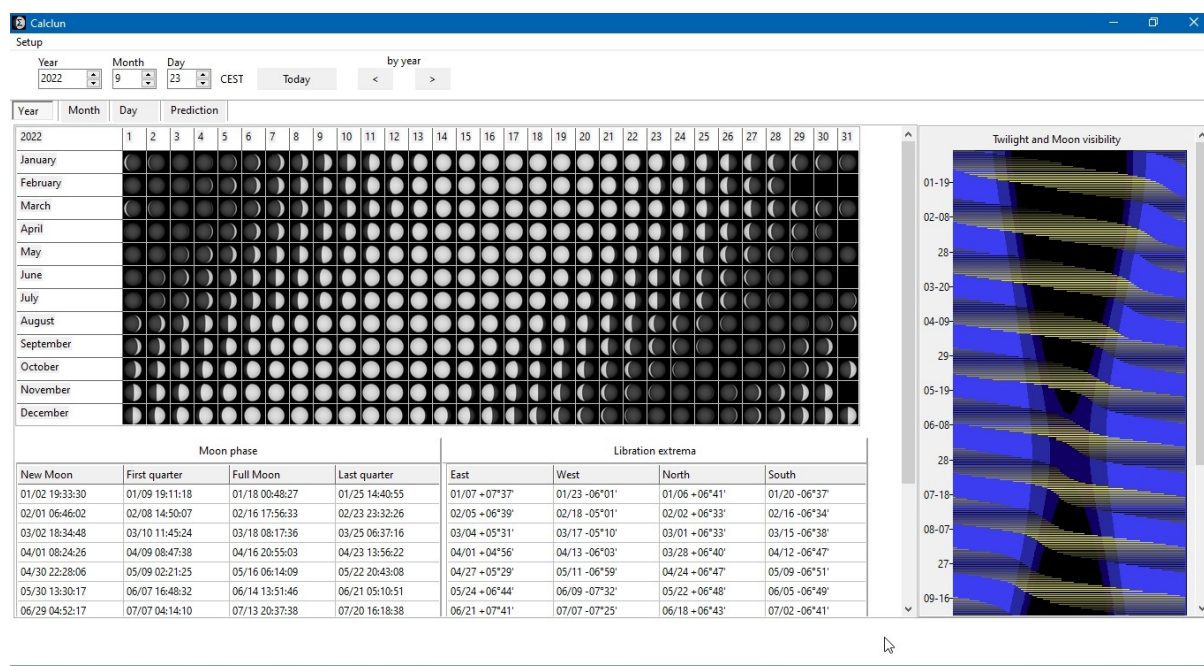 Calclun
Setup
Year Month Day by year
2022 9 23 CEST Today < >
Year Month Day Prediction
2022 1 2 3 4 5 6 7 8 9 10 11 12 13 14 15 16 17 18 19 20 21 22 23 24 25 26 27 28 29 30 31
January
February
March
April
May
June
July
August
September
October
November
December
Moon phase
New Moon First quarter Full Moon Last quarter
01/02 19:33:30 01/09 19:11:18 01/18 00:48:27 01/25 14:40:55
02/01 06:46:02 02/08 14:50:07 02/16 17:56:33 02/23 23:32:26
03/02 18:34:48 03/10 11:45:24 03/18 08:17:36 03/25 06:37:16
04/01 08:24:26 04/09 08:47:38 04/16 20:55:03 04/23 13:56:22
04/30 22:28:06 05/09 02:21:25 05/16 06:14:09 05/22 20:43:08
05/30 13:30:17 06/07 16:48:32 06/14 13:51:46 06/21 05:10:51
06/29 04:52:17 07/07 04:14:10 07/13 20:37:38 07/20 16:18:38
Libration extrema
East West North South
01/07 +07°37' 01/23 -06°01' 01/06 +06°41' 01/20 -06°37'
02/05 +06°39' 02/18 -05°01' 02/02 +06°33' 02/16 -06°34'
03/04 +05°31' 03/17 -05°10' 03/01 +06°33' 03/15 -06°38'
04/01 +04°56' 04/13 -06°03' 03/28 +06°40' 04/12 -06°47'
04/27 +05°29' 05/11 -06°59' 04/24 +06°47' 05/09 -06°51'
05/24 +06°44' 06/09 -07°32' 05/22 +06°48' 06/05 -06°49'
06/21 +07°41' 07/07 -07°25' 06/18 +06°43' 07/02 -06°41'
Twilight and Moon visibility
01-19
02-08
28
03-20
04-09
29
05-19
06-08
28
07-18
08-07
27
09-16